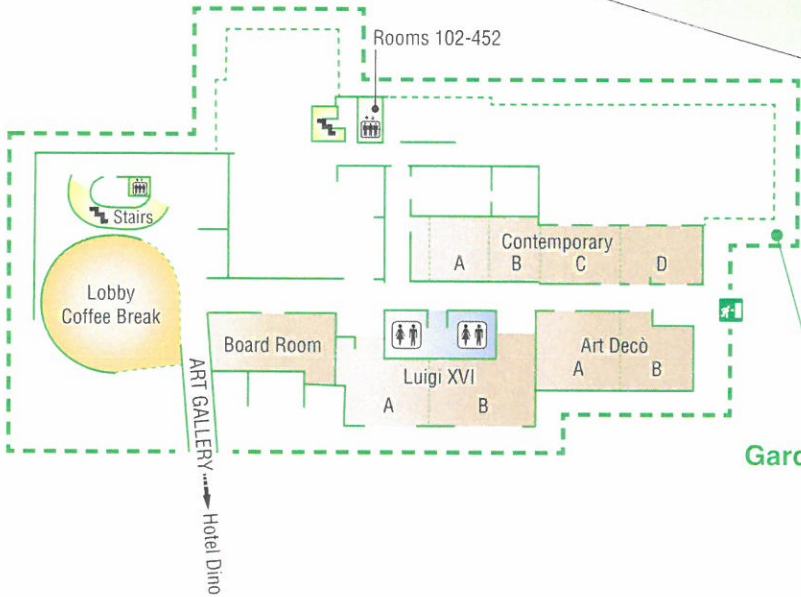 Rooms 102-452
Stairs
Contemporary
A B C D
Lobby
Coffee Break
Board Room
Art Decò
A B
Luigi XVI
A B
ART GALLERY
Hotel Dino
Gard